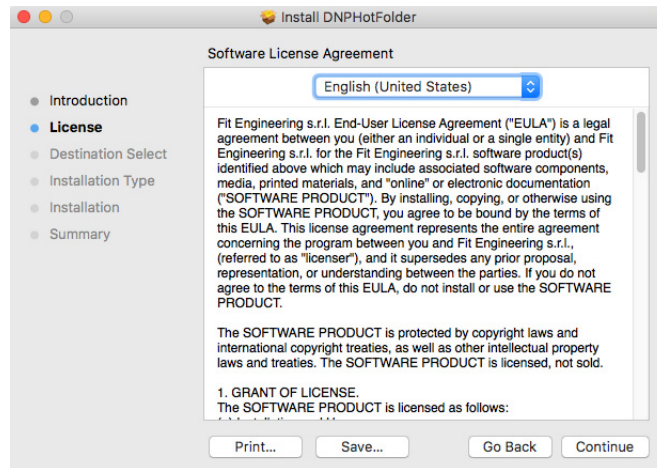 Install DNPHotFolder
Software License Agreement
English (United States)
Introduction
License
Destination Select
Installation Type
Installation
Summary
Fit Engineering s.r.l. End-User License Agreement ("EULA") is a legal
agreement between you (either an individual or a single entity) and Fit
Engineering s.r.l. for the Fit Engineering s.r.l. software product(s)
identified above which may include associated software components,
media, printed materials, and "online" or electronic documentation
("SOFTWARE PRODUCT"). By installing, copying, or otherwise using
the SOFTWARE PRODUCT, you agree to be bound by the terms of
this EULA. This license agreement represents the entire agreement
concerning the program between you and Fit Engineering s.r.l.,
(referred to as "licenser"), and it supersedes any prior proposal,
representation, or understanding between the parties. If you do not
agree to the terms of this EULA, do not install or use the SOFTWARE
PRODUCT.
The SOFTWARE PRODUCT is protected by copyright laws and
international copyright treaties, as well as other intellectual property
laws and treaties. The SOFTWARE PRODUCT is licensed, not sold.
1. GRANT OF LICENSE.
The SOFTWARE PRODUCT is licensed as follows:
Print... Save... Go Back Continue